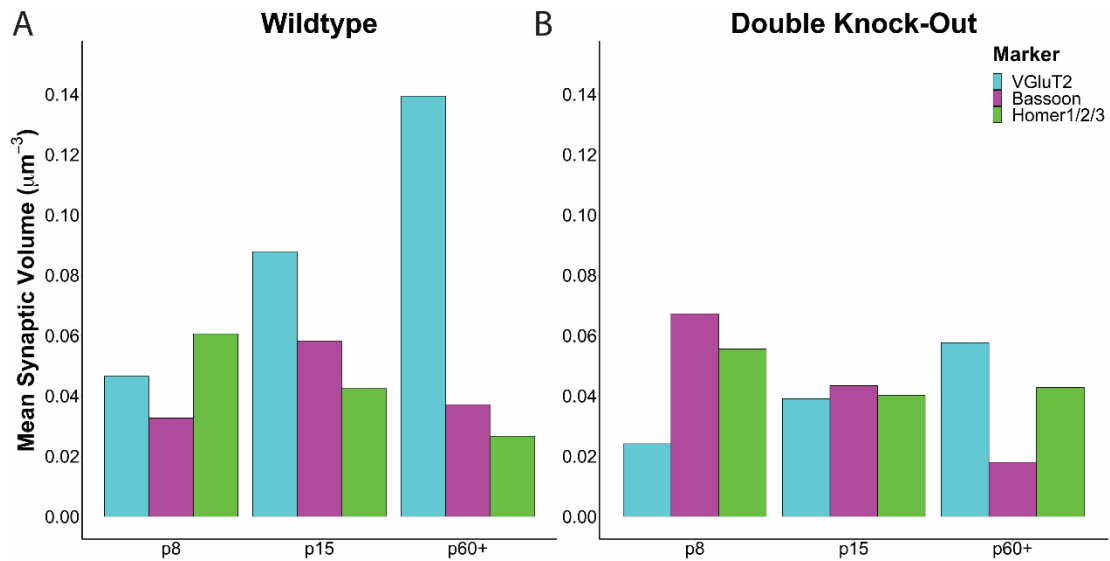 A
Wildtype
B
Double Knock-Out
Marker
VGluT2
Bassoon
Homer1/2/3
Mean Synaptic Volume (μm⁻³)
0.14
0.12
0.10
0.08
0.06
0.04
0.02
0.00
p8
p15
p60+
0.14
0.12
0.10
0.08
0.06
0.04
0.02
0.00
p8
p15
p60+